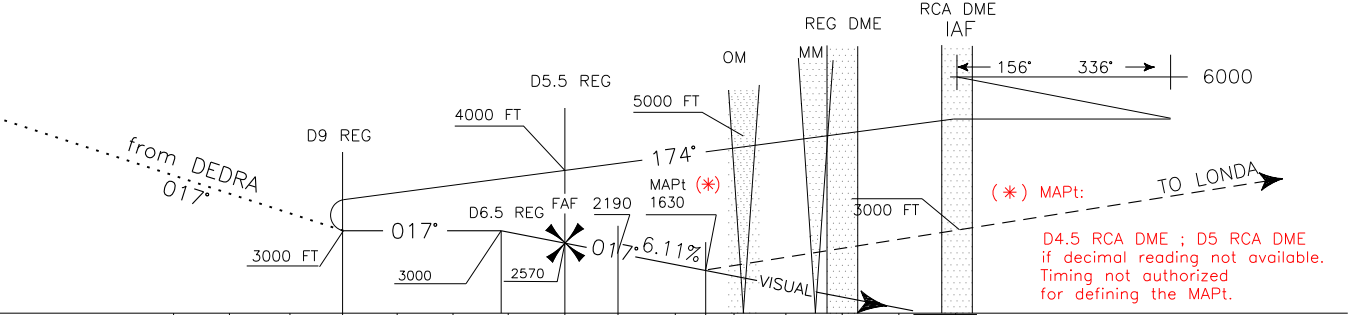 RCA DME
IAF
REG DME
OM
MM
156° 336°
6000
D5.5 REG
5000 FT
4000 FT
D9 REG
from DEDRA
017°
174°
MAPt (*)
1630
TO LONDA
(*) MAPt:
FAF
2190
D6.5 REG
3000 FT
017°
017°
6.11%
3000 FT
3000
2570
VISUAL
D4.5 RCA DME ; D5 RCA DME
if decimal reading not available.
Timing not authorized
for defining the MAPt.